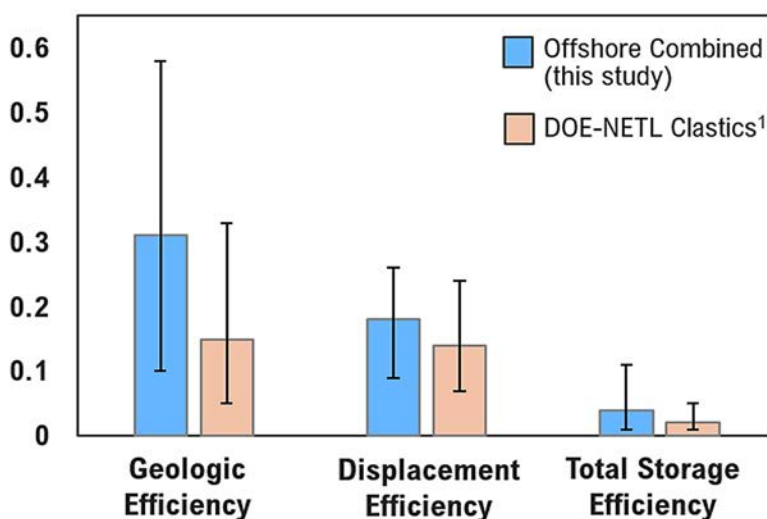 0.6
0.5
0.4
0.3
0.2
0.1
0
Offshore Combined
(this study)
DOE-NETL Clastics¹
Geologic
Efficiency
Displacement
Efficiency
Total Storage
Efficiency